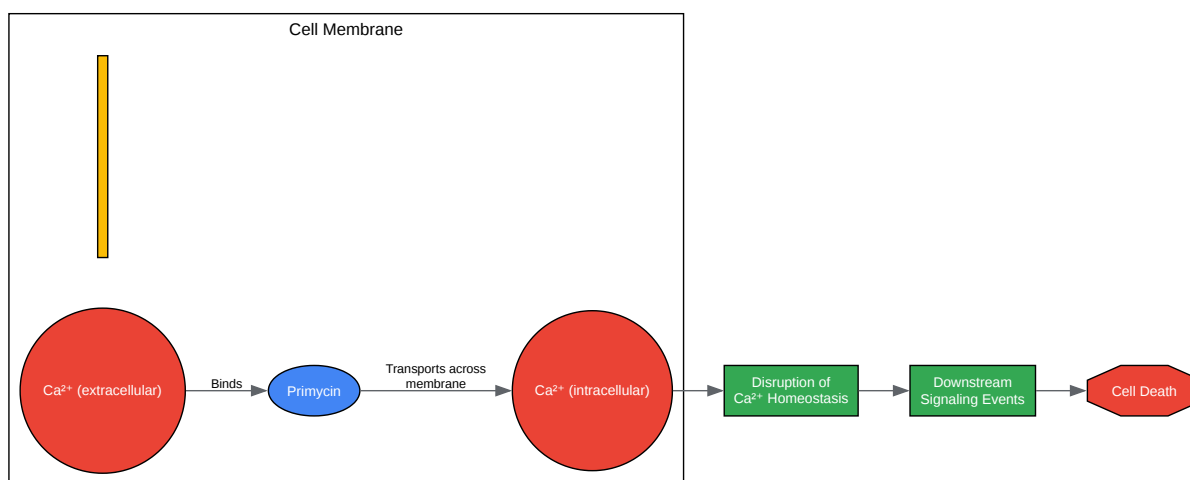 Cell Membrane
Ca²⁺ (extracellular)
Binds
Primycin
Transports across
membrane
Ca²⁺ (intracellular)
Disruption of
Ca²⁺ Homeostasis
Downstream
Signaling Events
Cell Death